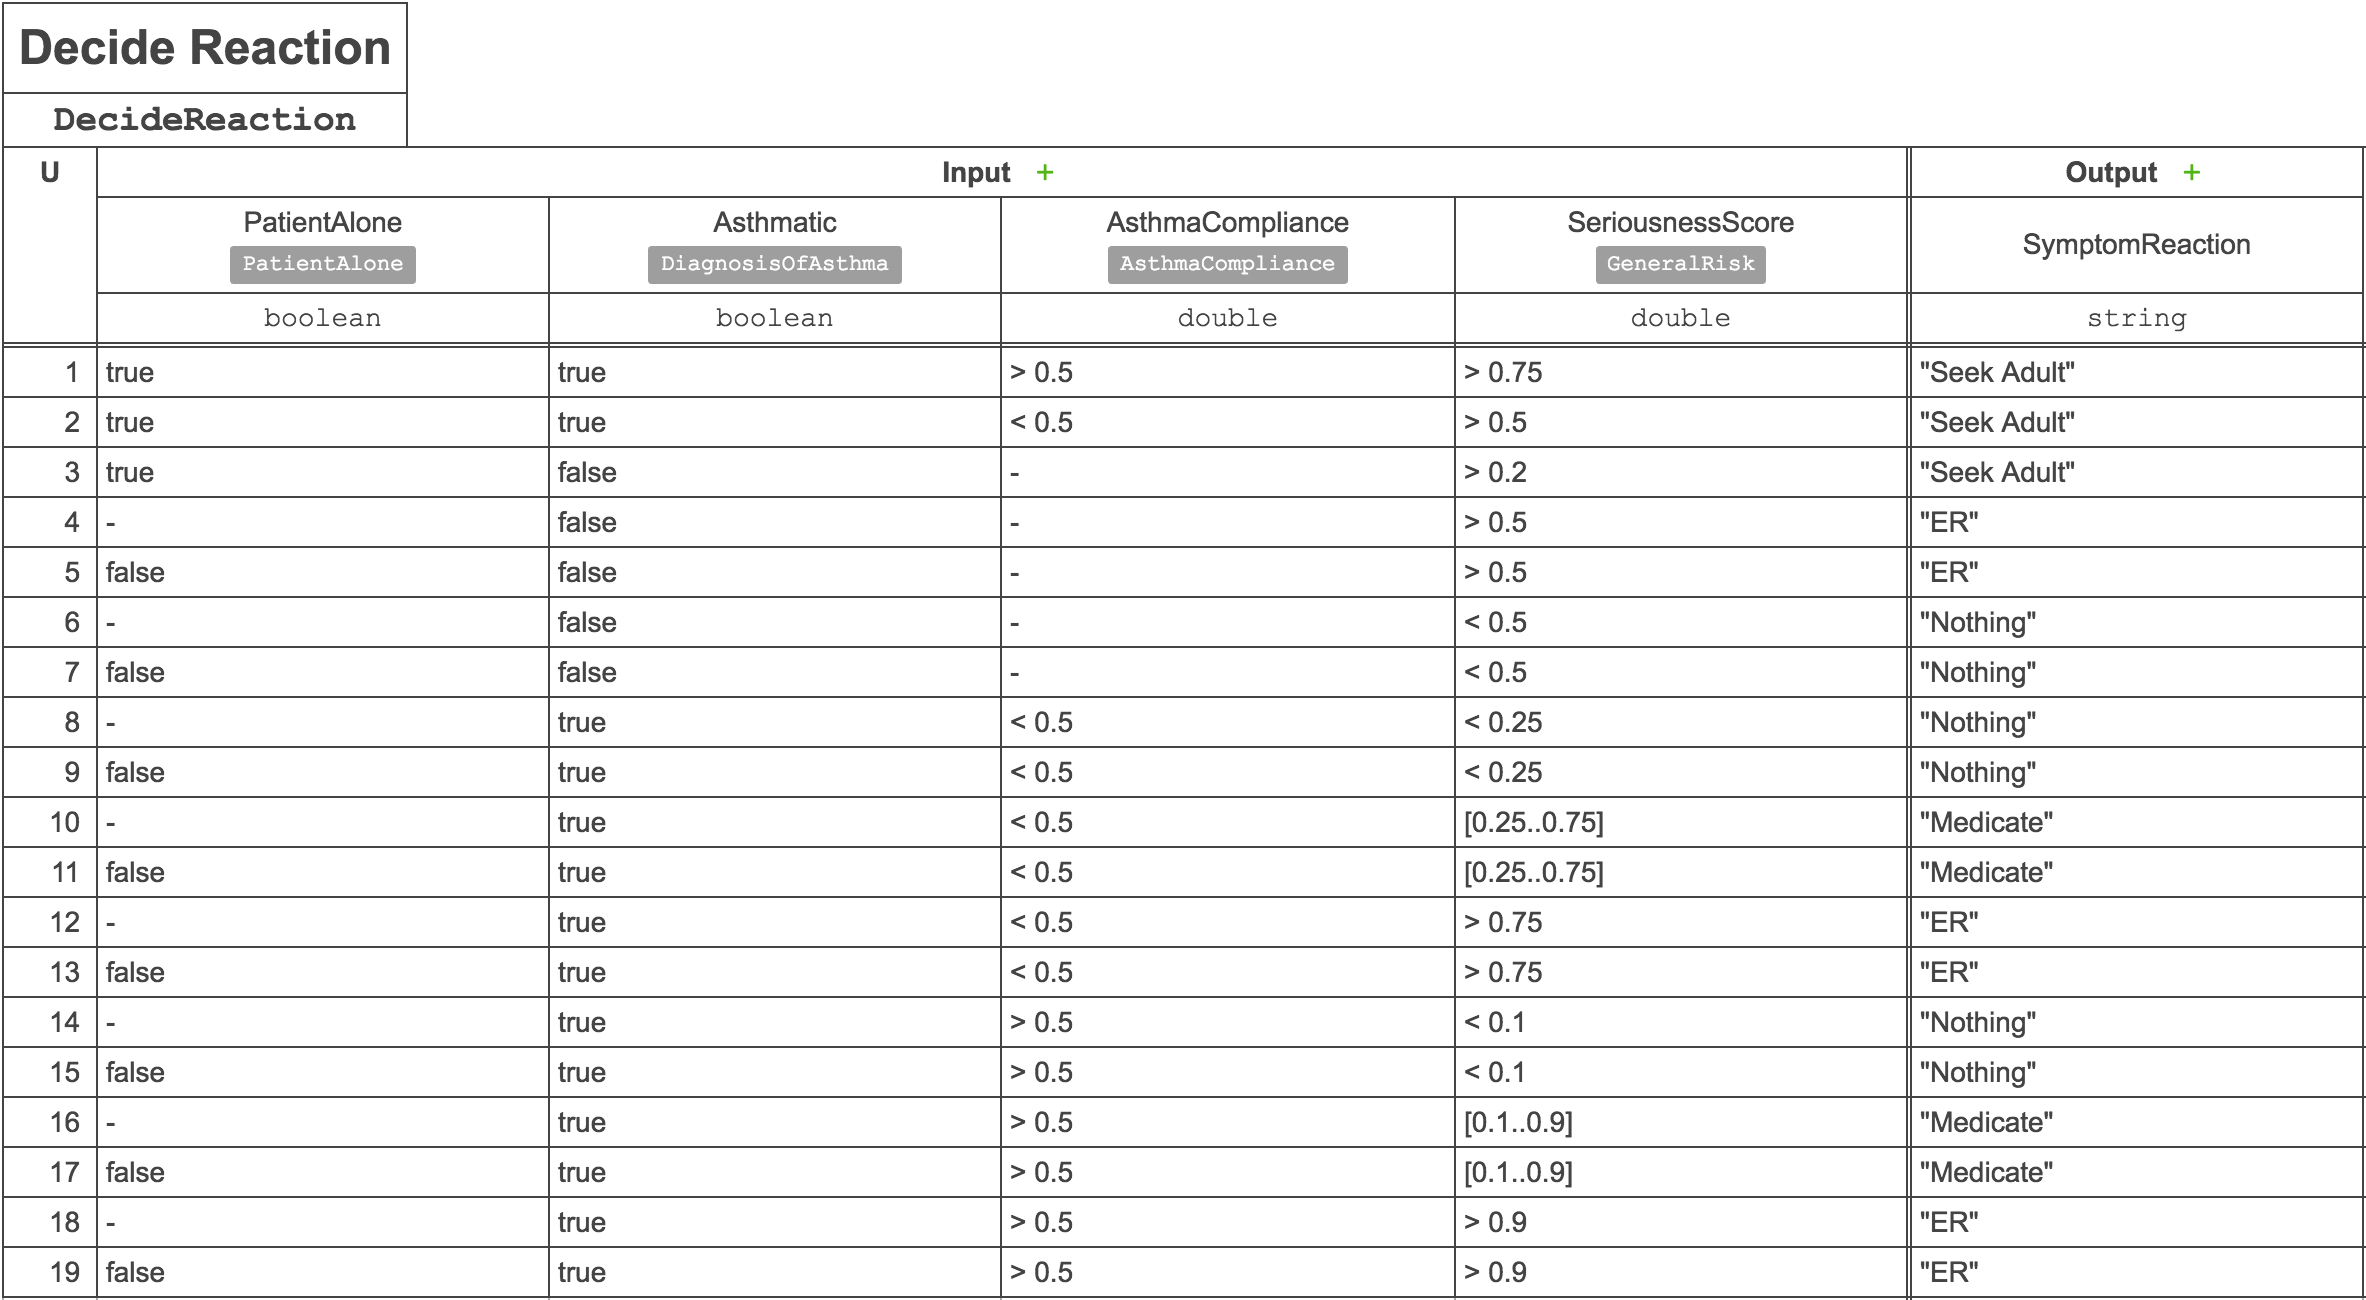 Decide Reaction
DecideReaction
U Input + Output +
PatientAlone Asthmatic AsthmaCompliance SeriousnessScore SymptomReaction
PatientAlone DiagnosisOfAsthma AsthmaCompliance GeneralRisk
boolean boolean double double string
1 true true > 0.5 > 0.75 "Seek Adult"
2 true true < 0.5 > 0.5 "Seek Adult"
3 true false - > 0.2 "Seek Adult"
4 - false - > 0.5 "ER"
5 false false - > 0.5 "ER"
6 - false - < 0.5 "Nothing"
7 false false - < 0.5 "Nothing"
8 - true < 0.5 < 0.25 "Nothing"
9 false true < 0.5 < 0.25 "Nothing"
10 - true < 0.5 [0.25..0.75] "Medicate"
11 false true < 0.5 [0.25..0.75] "Medicate"
12 - true < 0.5 > 0.75 "ER"
13 false true < 0.5 > 0.75 "ER"
14 - true > 0.5 < 0.1 "Nothing"
15 false true > 0.5 < 0.1 "Nothing"
16 - true > 0.5 [0.1..0.9] "Medicate"
17 false true > 0.5 [0.1..0.9] "Medicate"
18 - true > 0.5 > 0.9 "ER"
19 false true > 0.5 > 0.9 "ER"